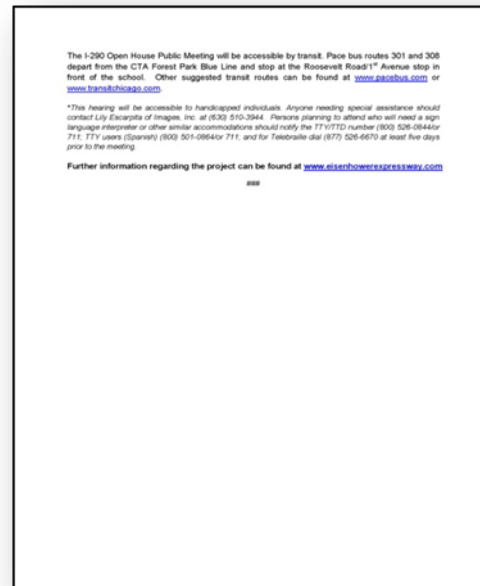 The I-290 Open House Public Meeting will be accessible by transit. Pace bus routes 301 and 308
depart from the CTA Forest Park Blue Line and stop at the Roosevelt Road/1st Avenue stop in
front of the school. Other suggested transit routes can be found at www.pacebus.com or
www.transitchicago.com.
*This hearing will be accessible to handicapped individuals. Anyone needing special assistance should
contact Lily Escarpita of Images, Inc. at (630) 510-3944. Persons planning to attend who will need a sign
language interpreter or other similar accommodations should notify the TTY/TTD number (800) 526-0844/or
711; TTY users (Spanish) (800) 501-0864/or 711; and for Telebraille dial (877) 526-6670 at least five days
prior to the meeting.
Further information regarding the project can be found at www.eisenhowerexpressway.com
###